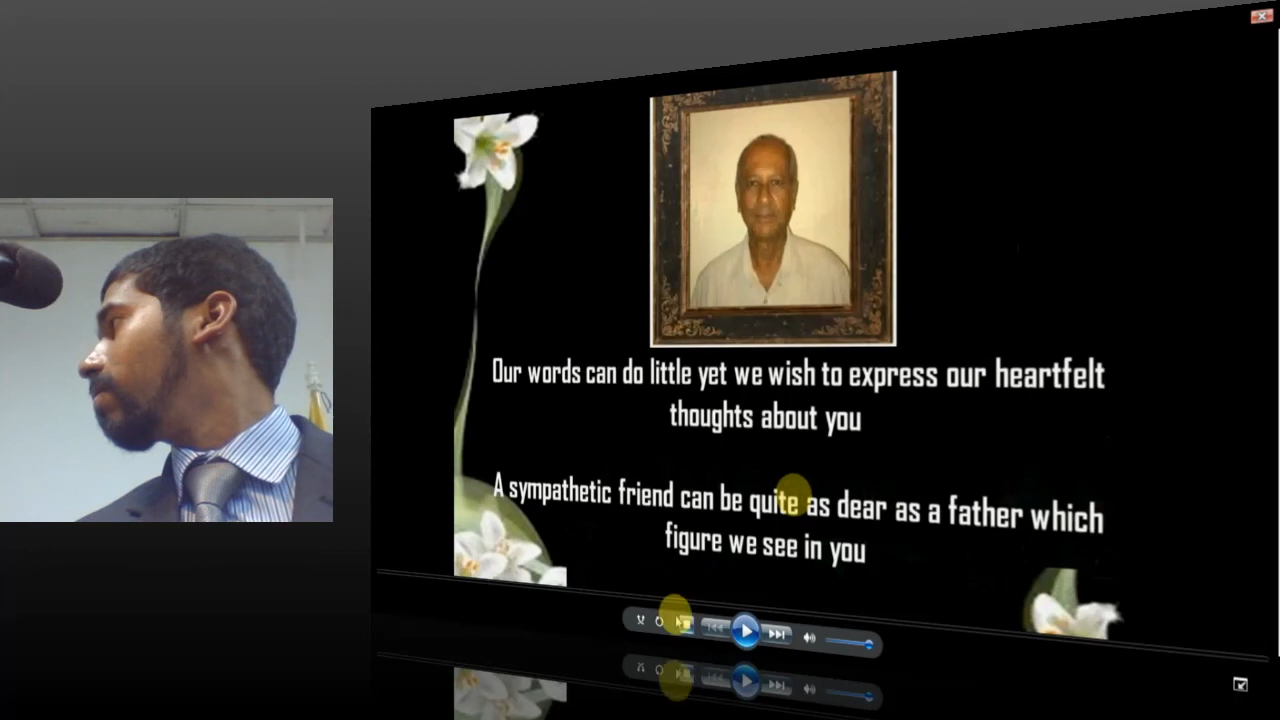 Our words can do little yet we wish to express our heartfelt
thoughts about you
A sympathetic friend can be quite as dear as a father which
figure we see in you